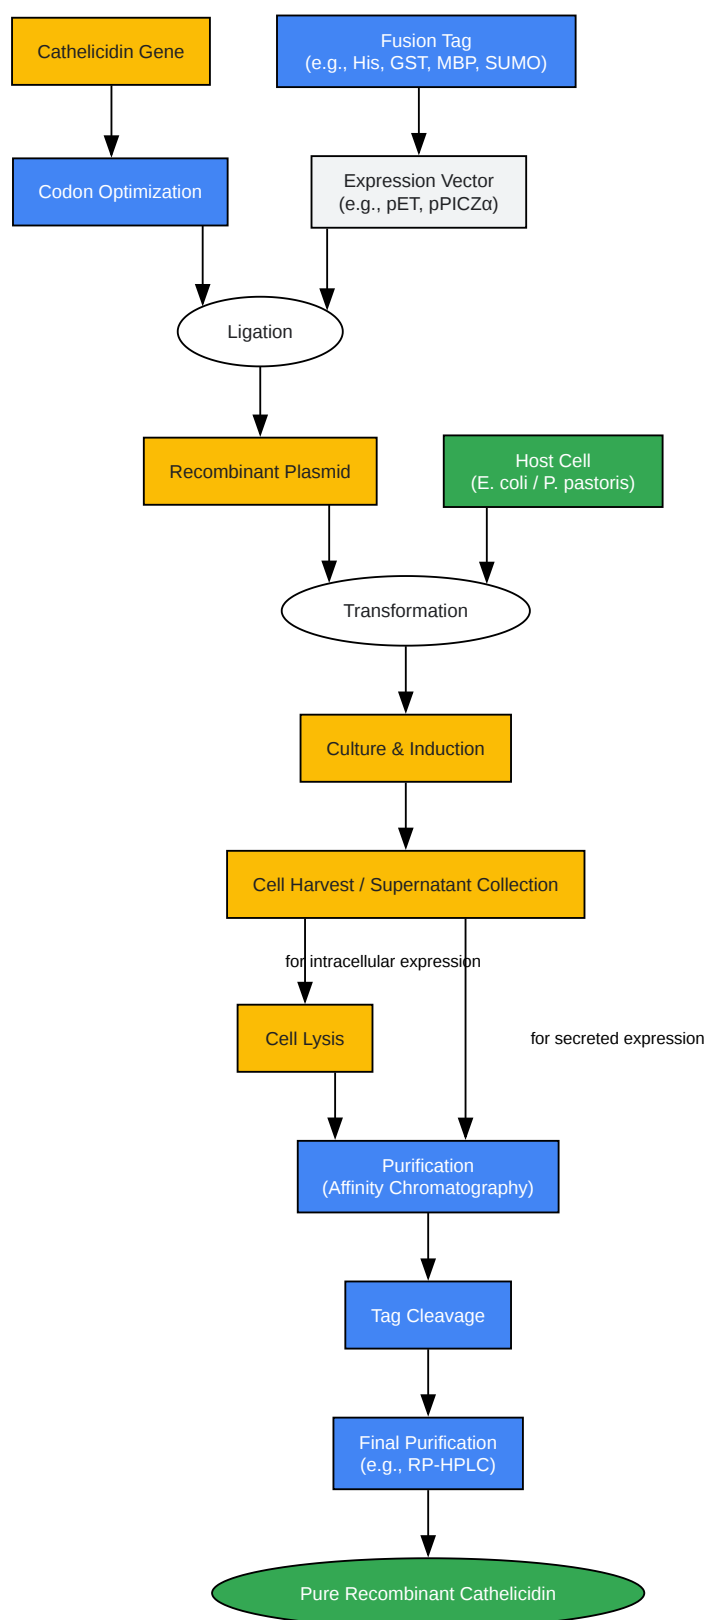 Cathelicidin Gene
Fusion Tag
(e.g., His, GST, MBP, SUMO)
Codon Optimization
Expression Vector
(e.g., pET, pPICZα)
Ligation
Recombinant Plasmid
Host Cell
(E. coli / P. pastoris)
Transformation
Culture & Induction
Cell Harvest / Supernatant Collection
for intracellular expression
Cell Lysis
for secreted expression
Purification
(Affinity Chromatography)
Tag Cleavage
Final Purification
(e.g., RP-HPLC)
Pure Recombinant Cathelicidin